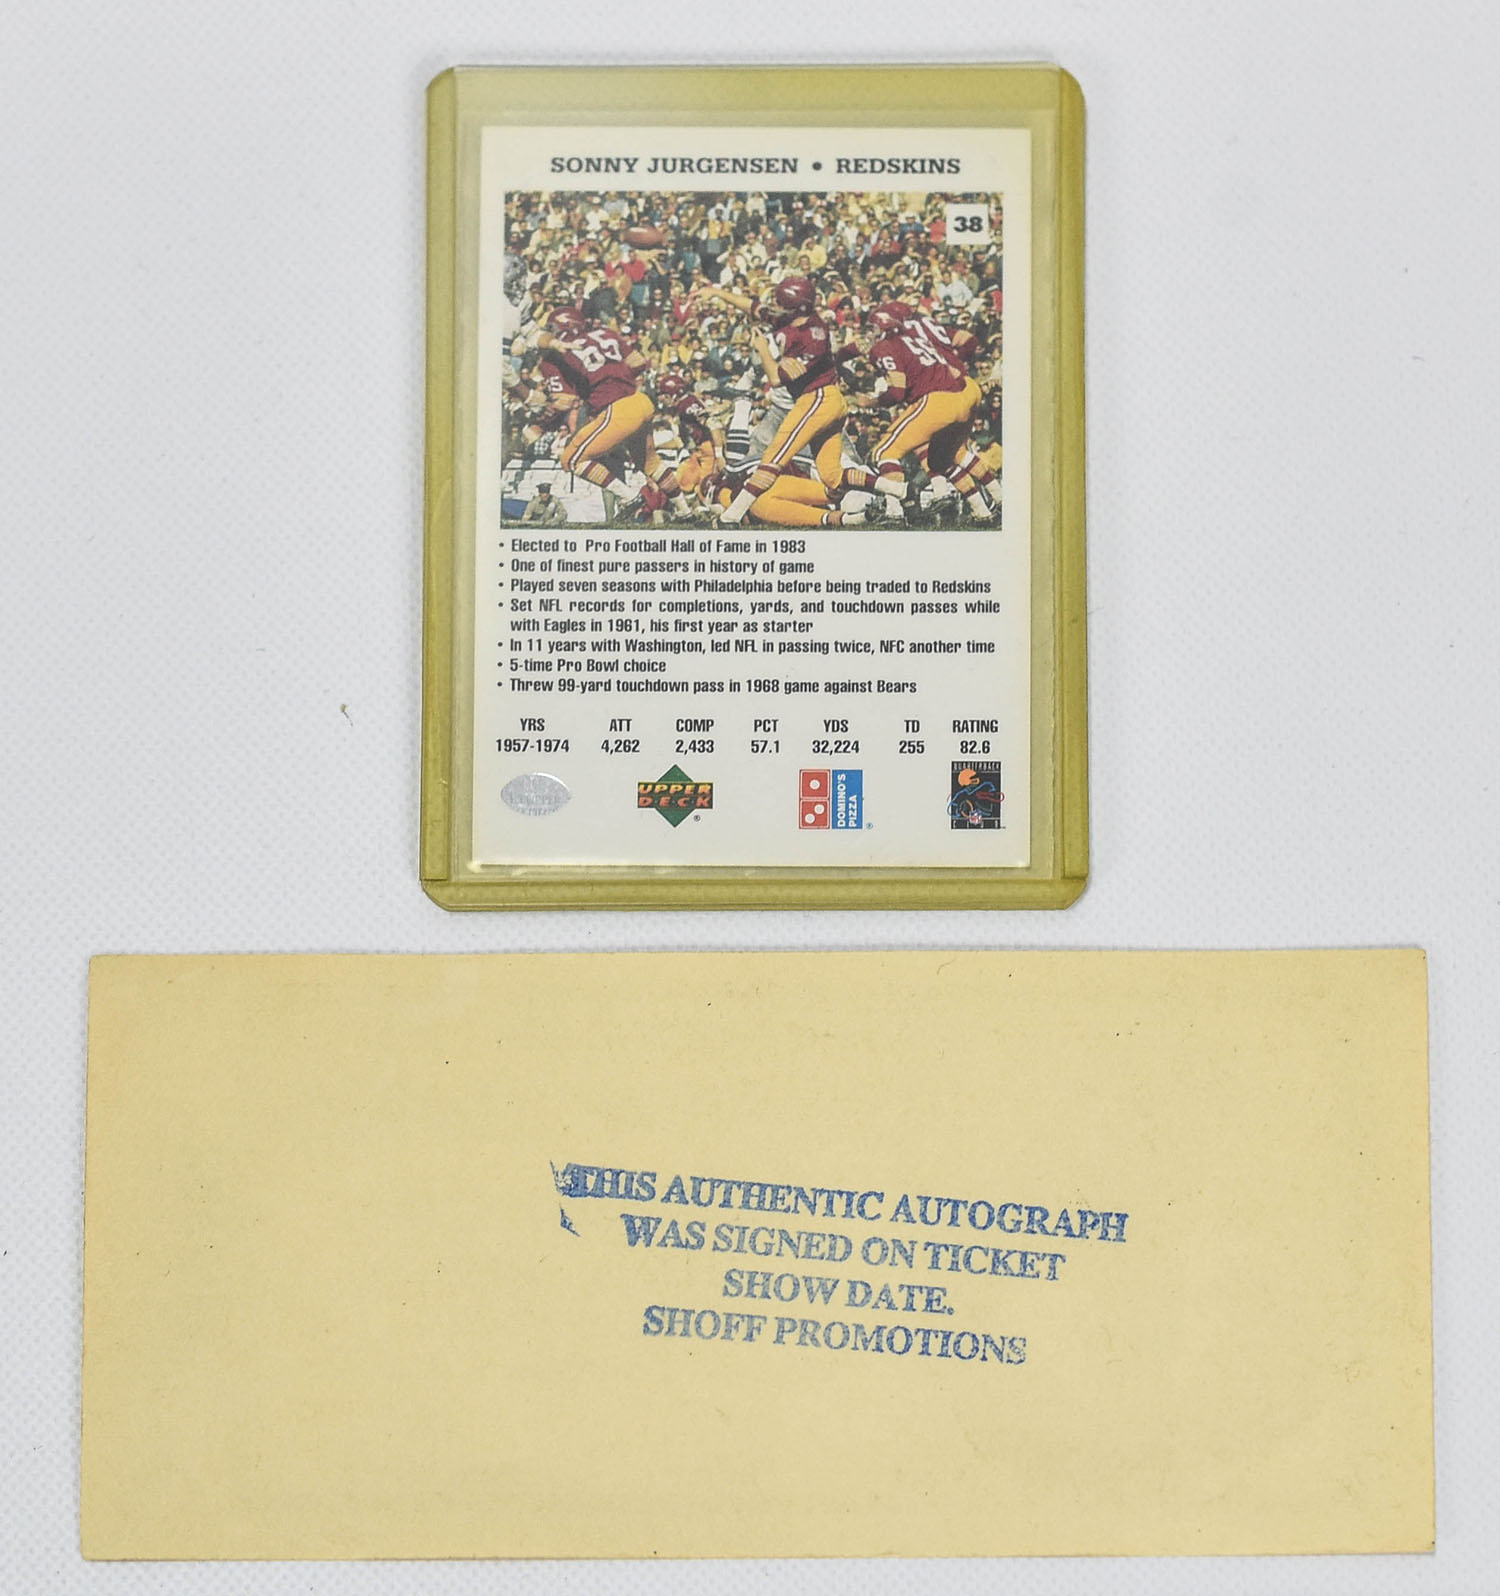 SONNY JURGENSEN • REDSKINS
38
65
56
76
• Elected to Pro Football Hall of Fame in 1983
• One of finest pure passers in history of game
• Played seven seasons with Philadelphia before being traded to Redskins
• Set NFL records for completions, yards, and touchdown passes while
with Eagles in 1961, his first year as starter
• In 11 years with Washington, led NFL in passing twice, NFC another time
• 5-time Pro Bowl choice
• Threw 99-yard touchdown pass in 1968 game against Bears
YRS ATT COMP PCT YDS TD RATING
1957-1974 4,262 2,433 57.1 32,224 255 82.6
UPPER
DECK
®
DOMINO'S
PIZZA
®
QUARTERBACK
CLUB
THIS AUTHENTIC AUTOGRAPH
WAS SIGNED ON TICKET
SHOW DATE.
SHOFF PROMOTIONS